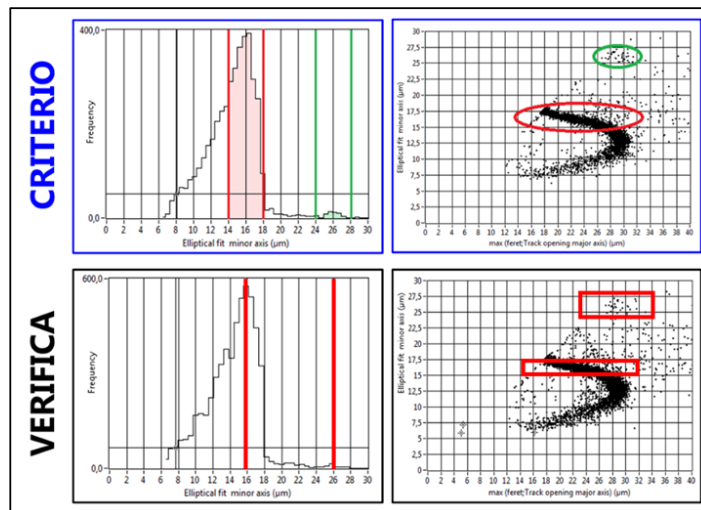 CRITERIO
400,0
Frequency
0,0
0 2 4 6 8 10 12 14 16 18 20 22 24 26 28 30
Elliptical fit minor axis (µm)
Elliptical fit minor axis (µm)
30
27,5
25
22,5
20
17,5
15
12,5
10
7,5
5
2,5
0
0 2 4 6 8 10 12 14 16 18 20 22 24 26 28 30 32 34 36 38 40
max (feret;Track opening major axis) (µm)
VERIFICA
600,0
Frequency
0,0
0 2 4 6 8 10 12 14 16 18 20 22 24 26 28 30
Elliptical fit minor axis (µm)
Elliptical fit minor axis (µm)
30
27,5
25
22,5
20
17,5
15
12,5
10
7,5
5
2,5
0
0 2 4 6 8 10 12 14 16 18 20 22 24 26 28 30 32 34 36 38 40
max (feret;Track opening major axis) (µm)